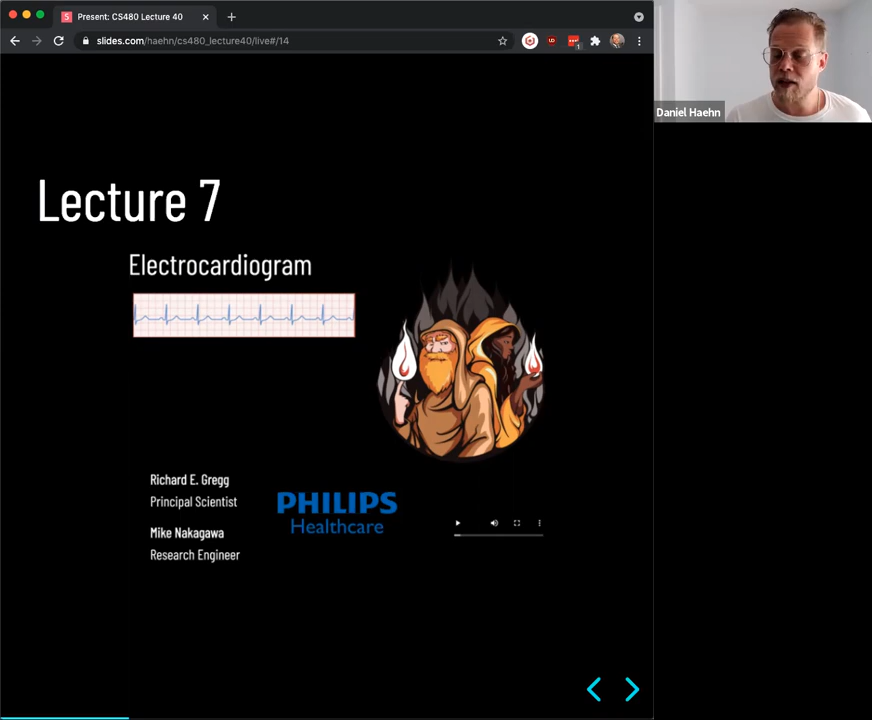 Present: CS480 Lecture 40
slides.com/haehn/cs480_lecture40/live#/14
Daniel Haehn
Lecture 7
Electrocardiogram
Richard E. Gregg
Principal Scientist
PHILIPS
Healthcare
Mike Nakagawa
Research Engineer